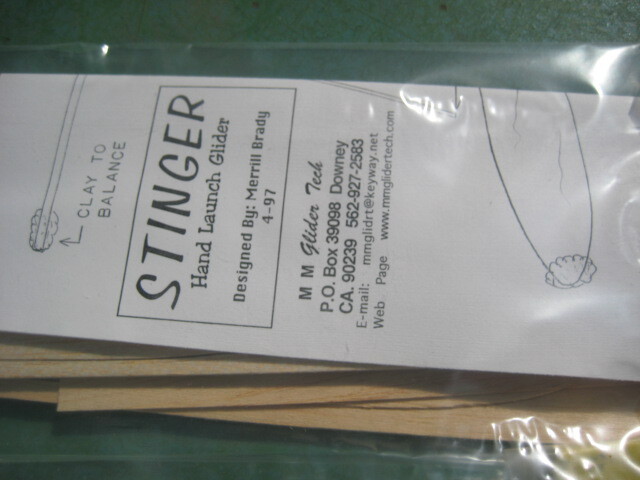 CLAY TO
BALANCE
STINGER
Hand Launch Glider
Designed By: Merrill Brady
4-97
M M Glider Tech
P.O. Box 39098 Downey
CA. 90239 562-927-2583
E-mail: mmglidrt@keyway.net
Web Page www.mmglidertech.com